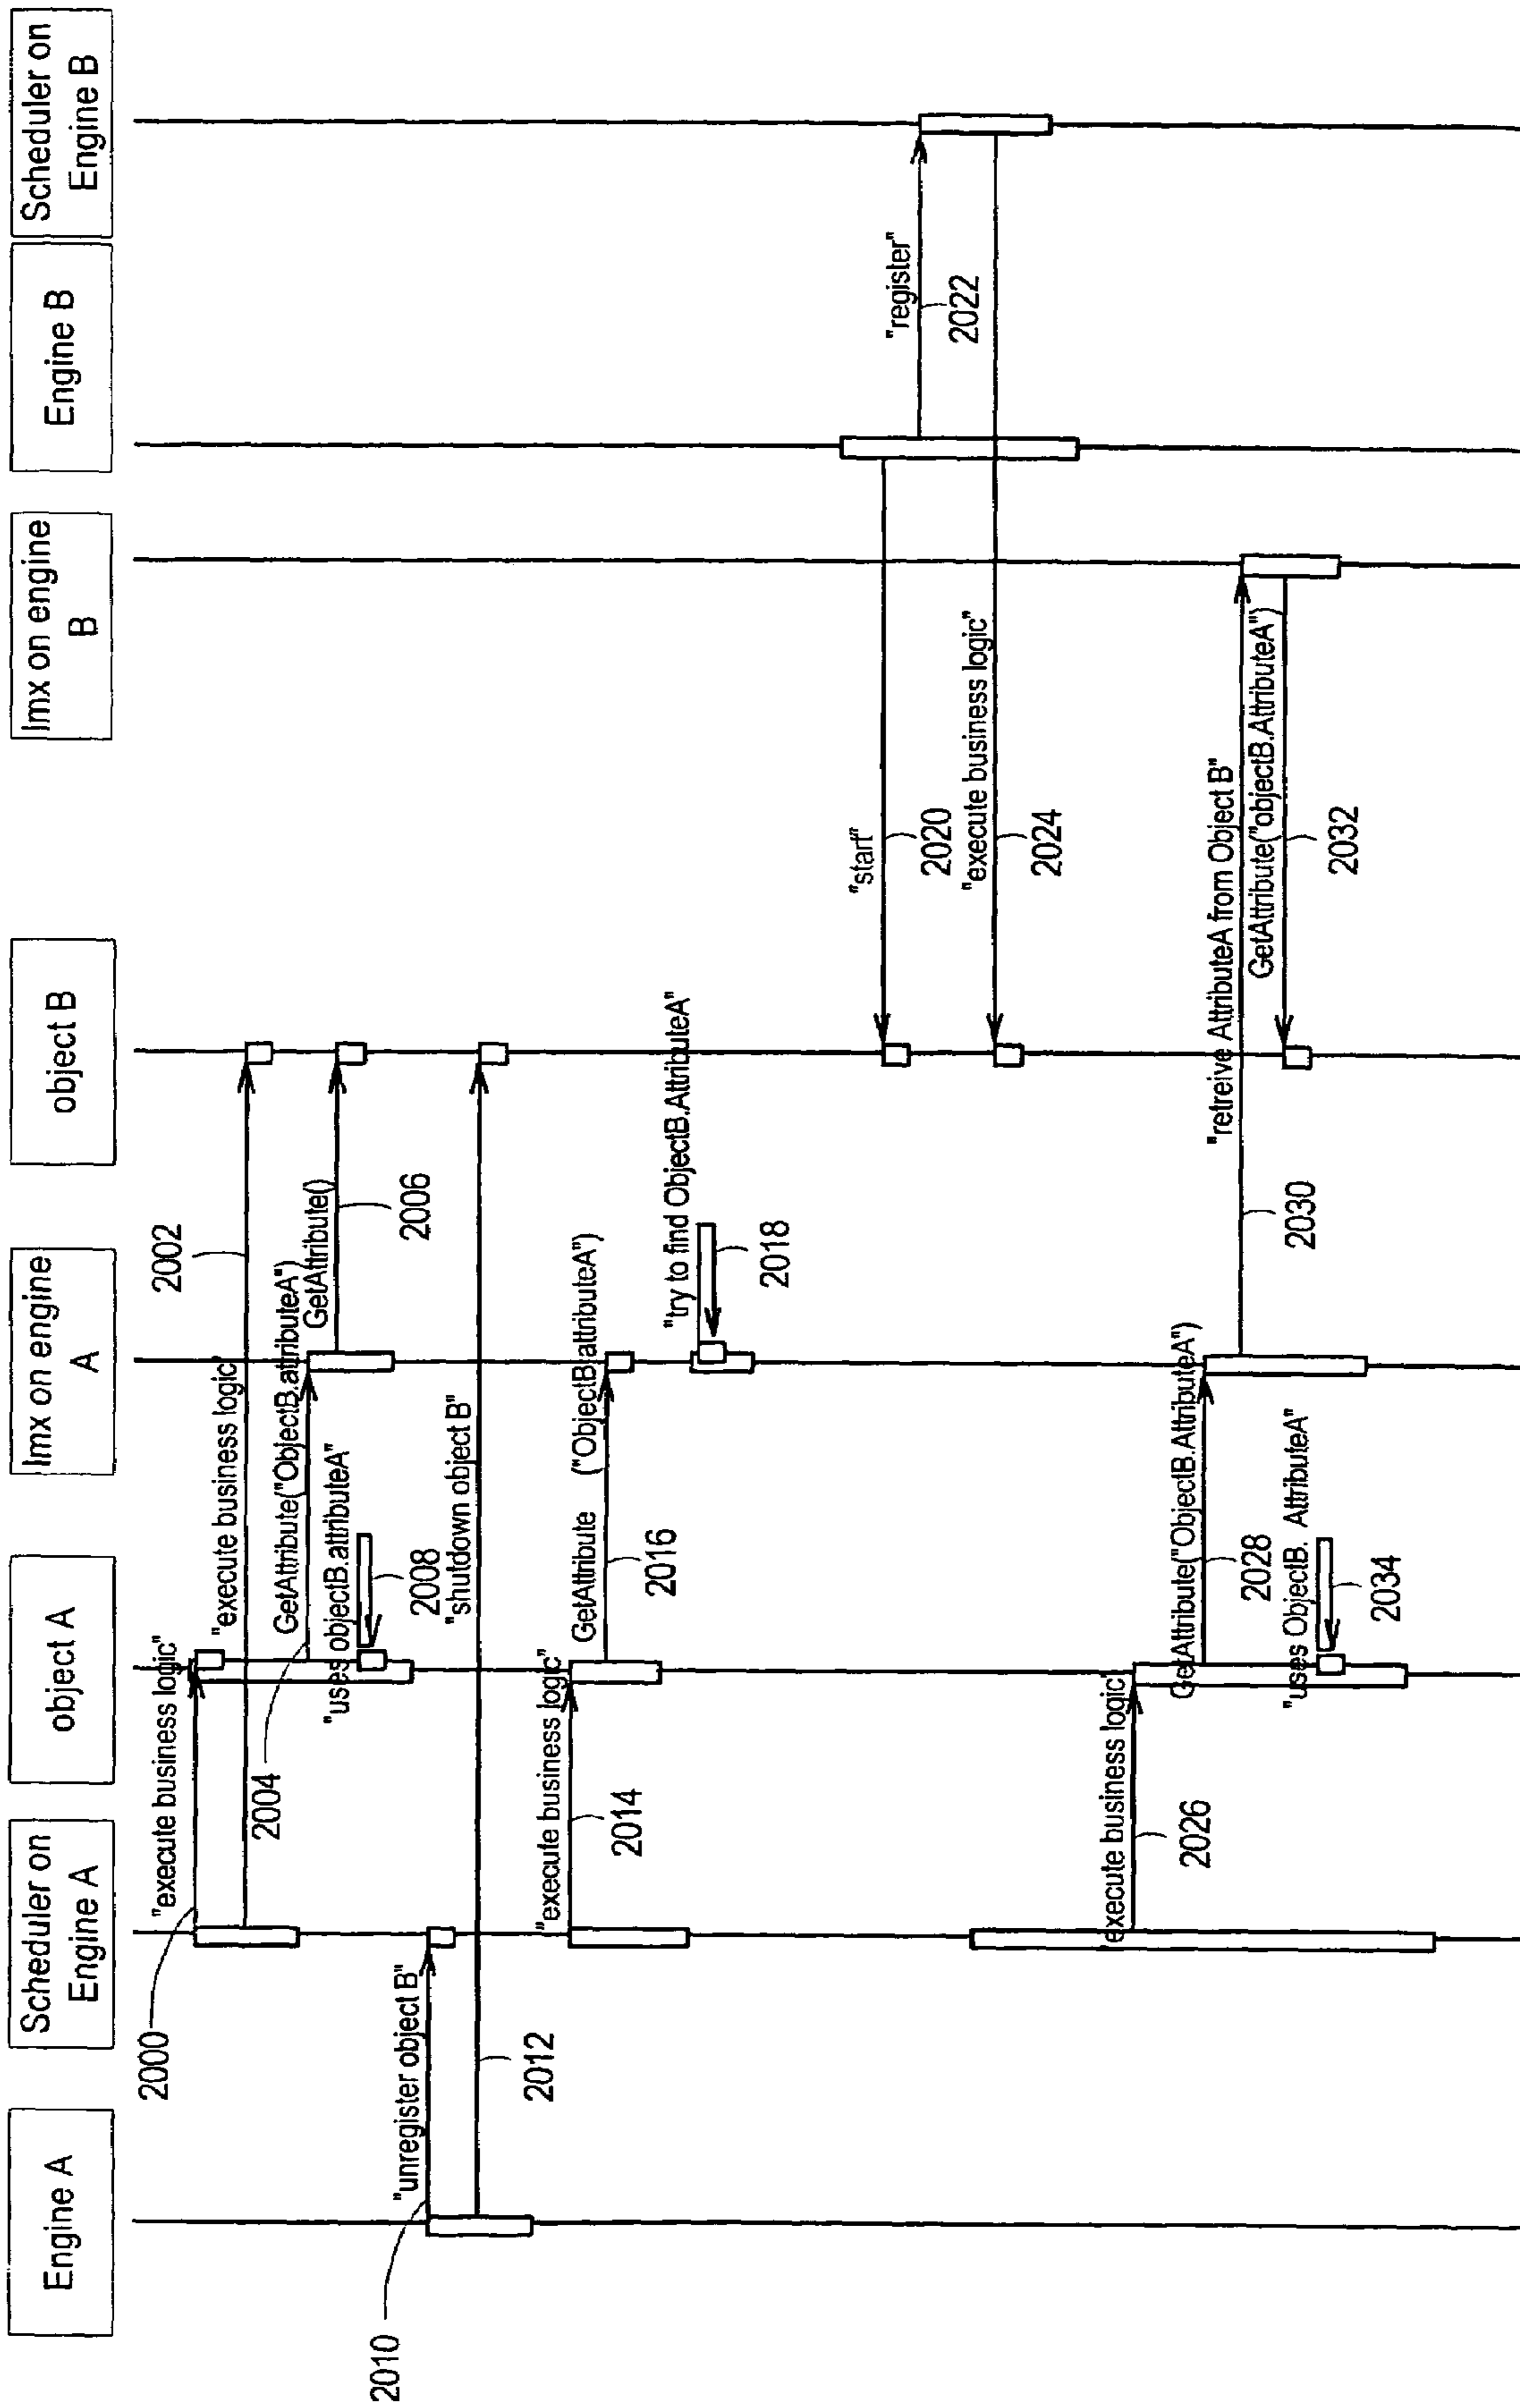 Engine A
Scheduler on
Engine A
object A
Imx on engine
A
object B
Imx on engine
B
Engine B
Scheduler on
Engine B
2000
"execute business logic"
"execute business logic"
2002
2004
GetAttribute("ObjectB.attributeA")
GetAttribute()
2006
"uses objectB.attributeA"
2008
2010
"unregister object B"
"shutdown object B"
2012
"execute business logic"
2014
GetAttribute ("ObjectB.attributeA")
2016
"try to find ObjectB.AttributeA"
2018
"start"
2020
"register"
2022
"execute business logic"
2024
"execute business logic"
2026
GetAttribute("ObjectB.AttributeA")
2028
"retreive AttributeA from Object B"
2030
GetAttribute("objectB.AttributeA")
2032
"uses ObjectB. AttributeA"
2034